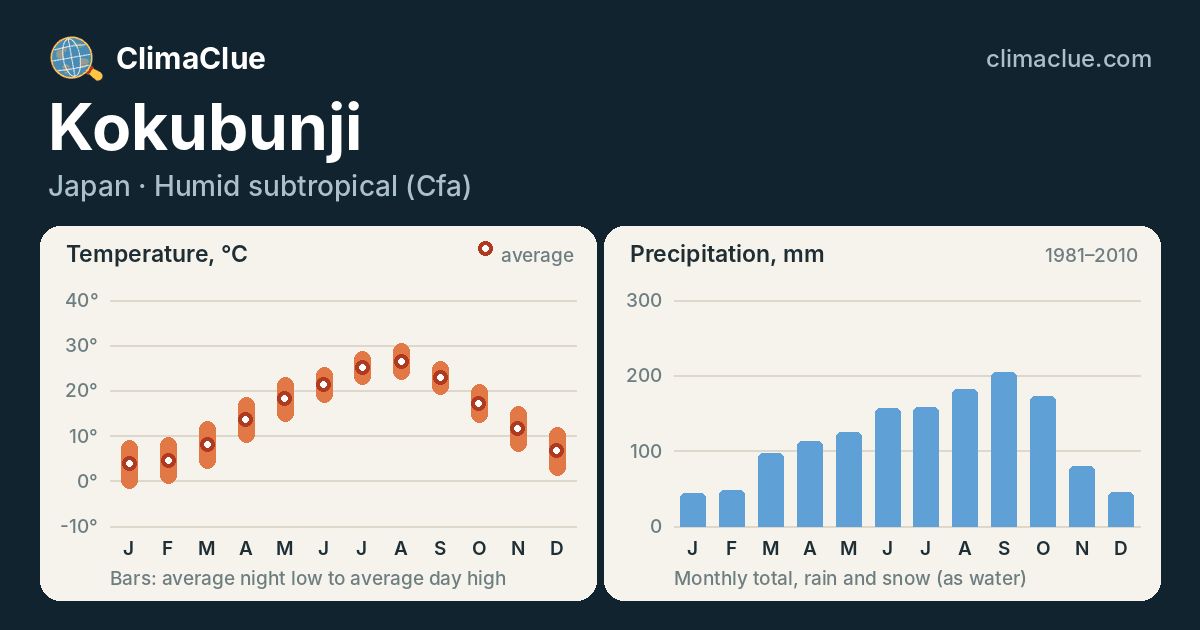 ClimaClue
climaclue.com
Kokubunji
Japan · Humid subtropical (Cfa)
Temperature, °C
average
40°
30°
20°
10°
0°
-10°
J F M A M J J A S O N D
Bars: average night low to average day high
Precipitation, mm
1981–2010
300
200
100
0
J F M A M J J A S O N D
Monthly total, rain and snow (as water)